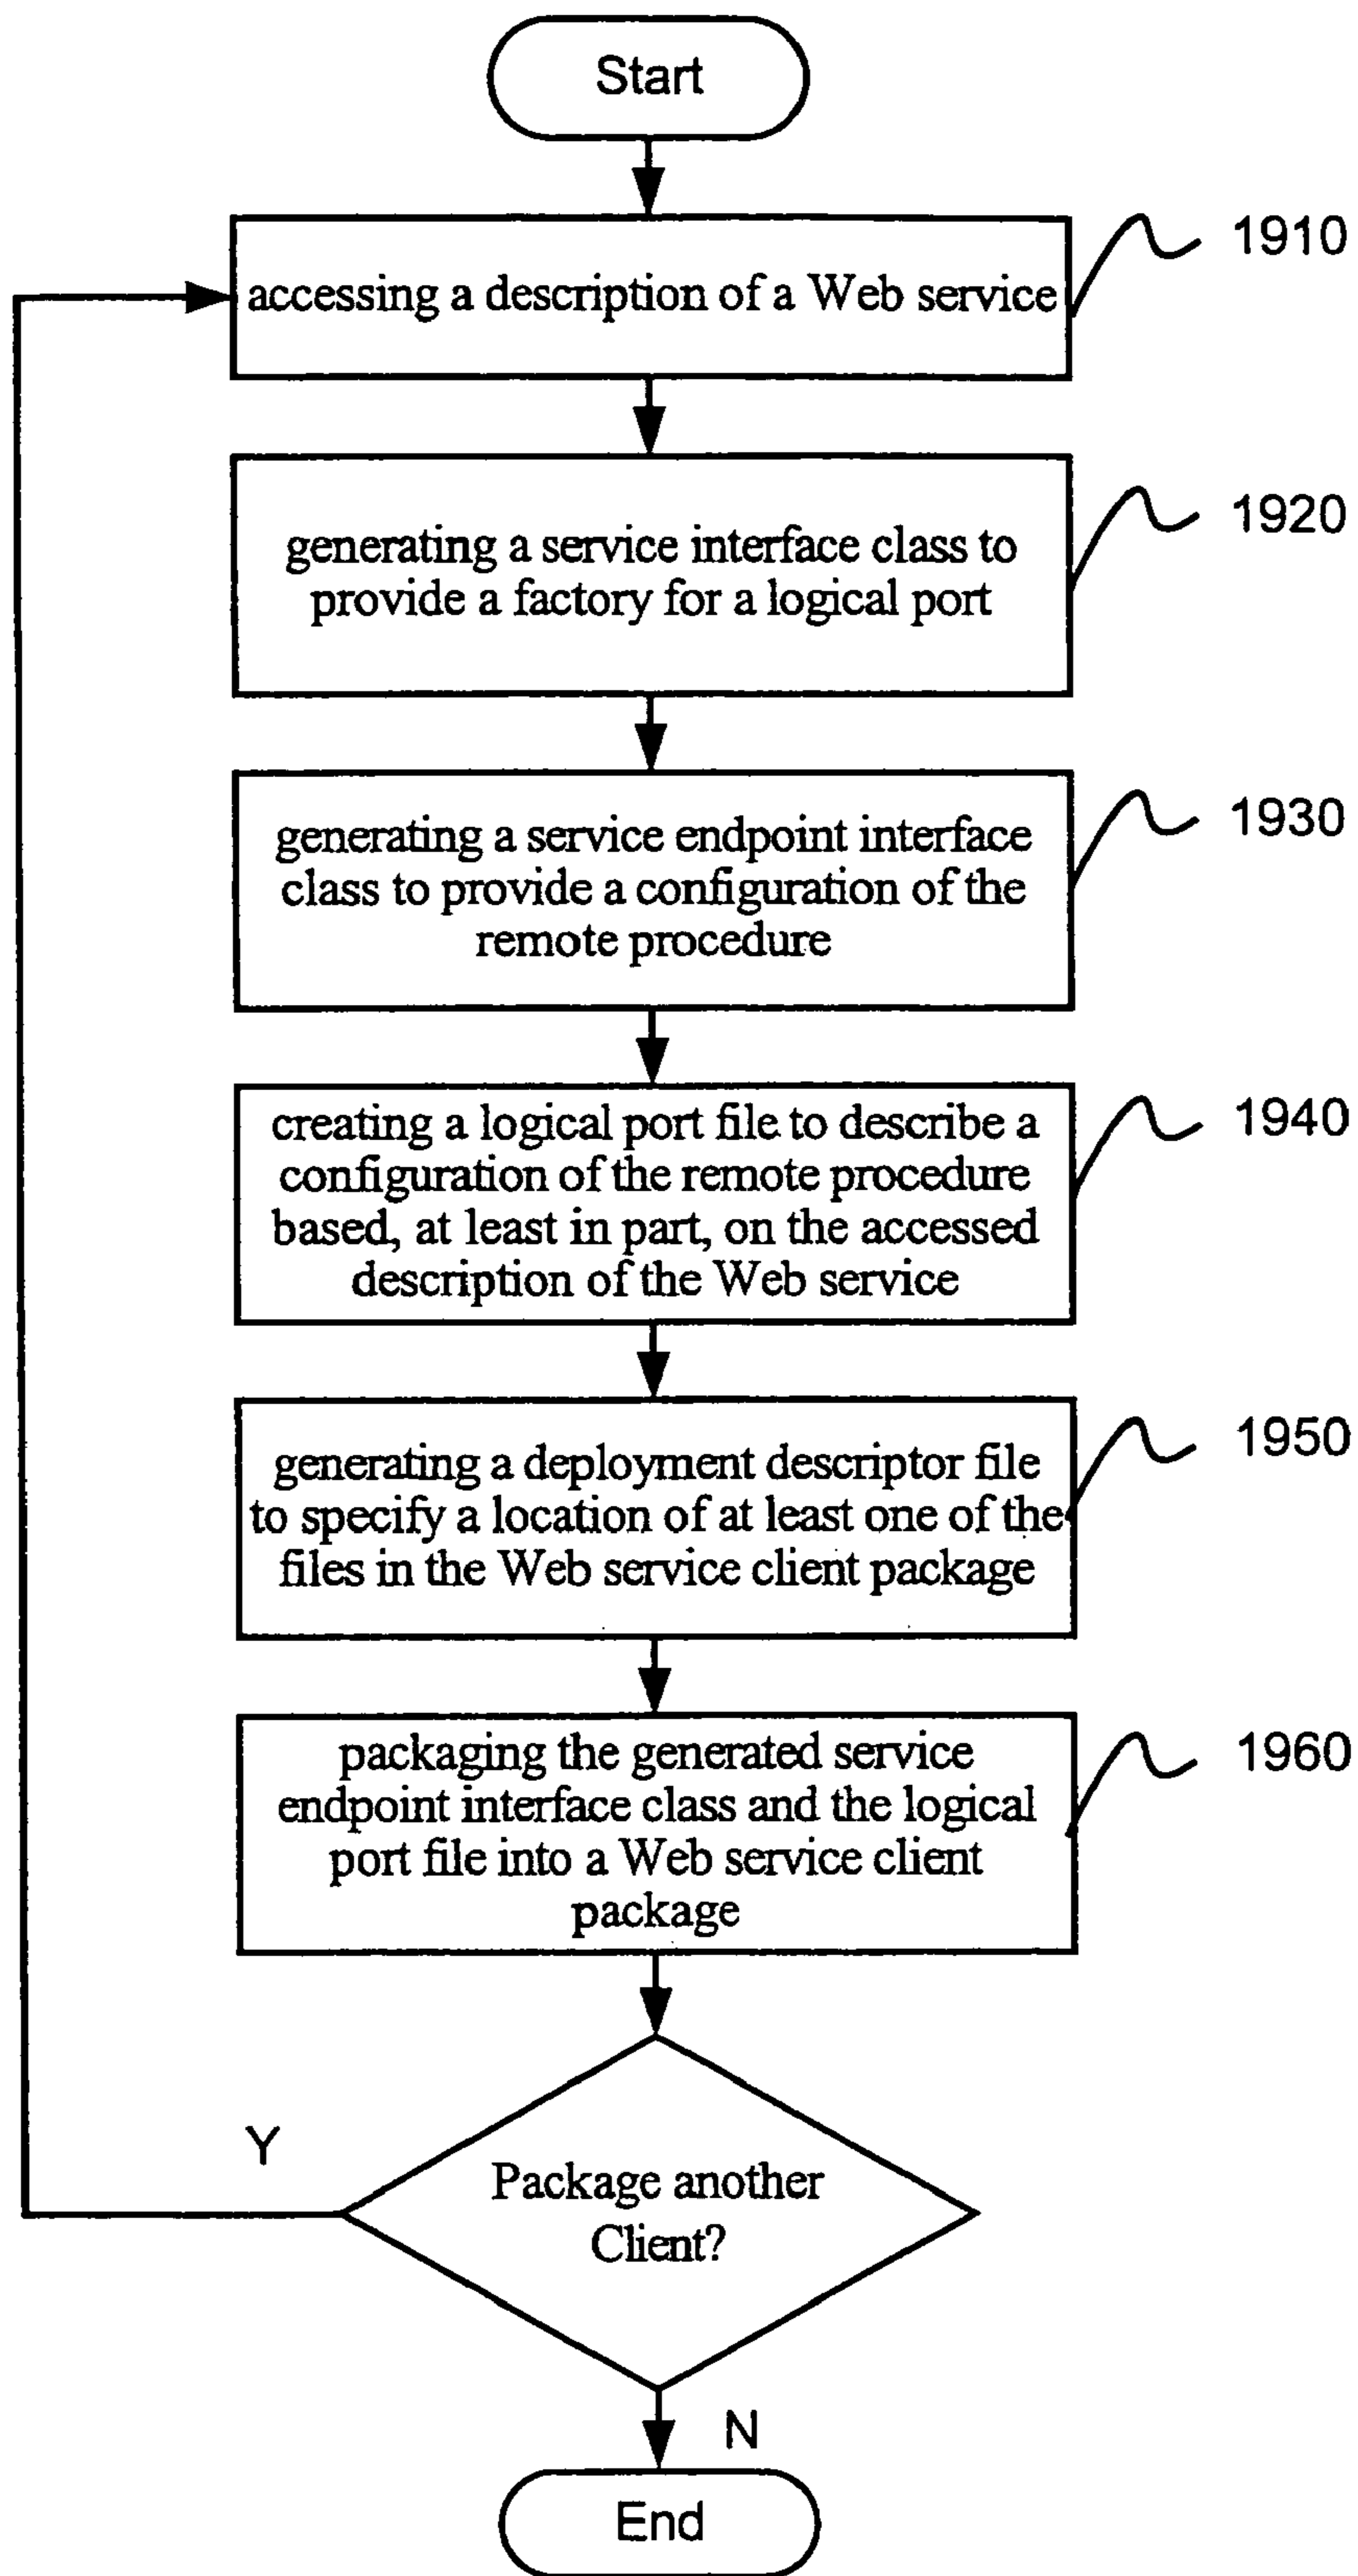 Start
accessing a description of a Web service
1910
generating a service interface class to
provide a factory for a logical port
1920
generating a service endpoint interface
class to provide a configuration of the
remote procedure
1930
creating a logical port file to describe a
configuration of the remote procedure
based, at least in part, on the accessed
description of the Web service
1940
generating a deployment descriptor file
to specify a location of at least one of the
files in the Web service client package
1950
packaging the generated service
endpoint interface class and the logical
port file into a Web service client
package
1960
Y
Package another
Client?
N
End